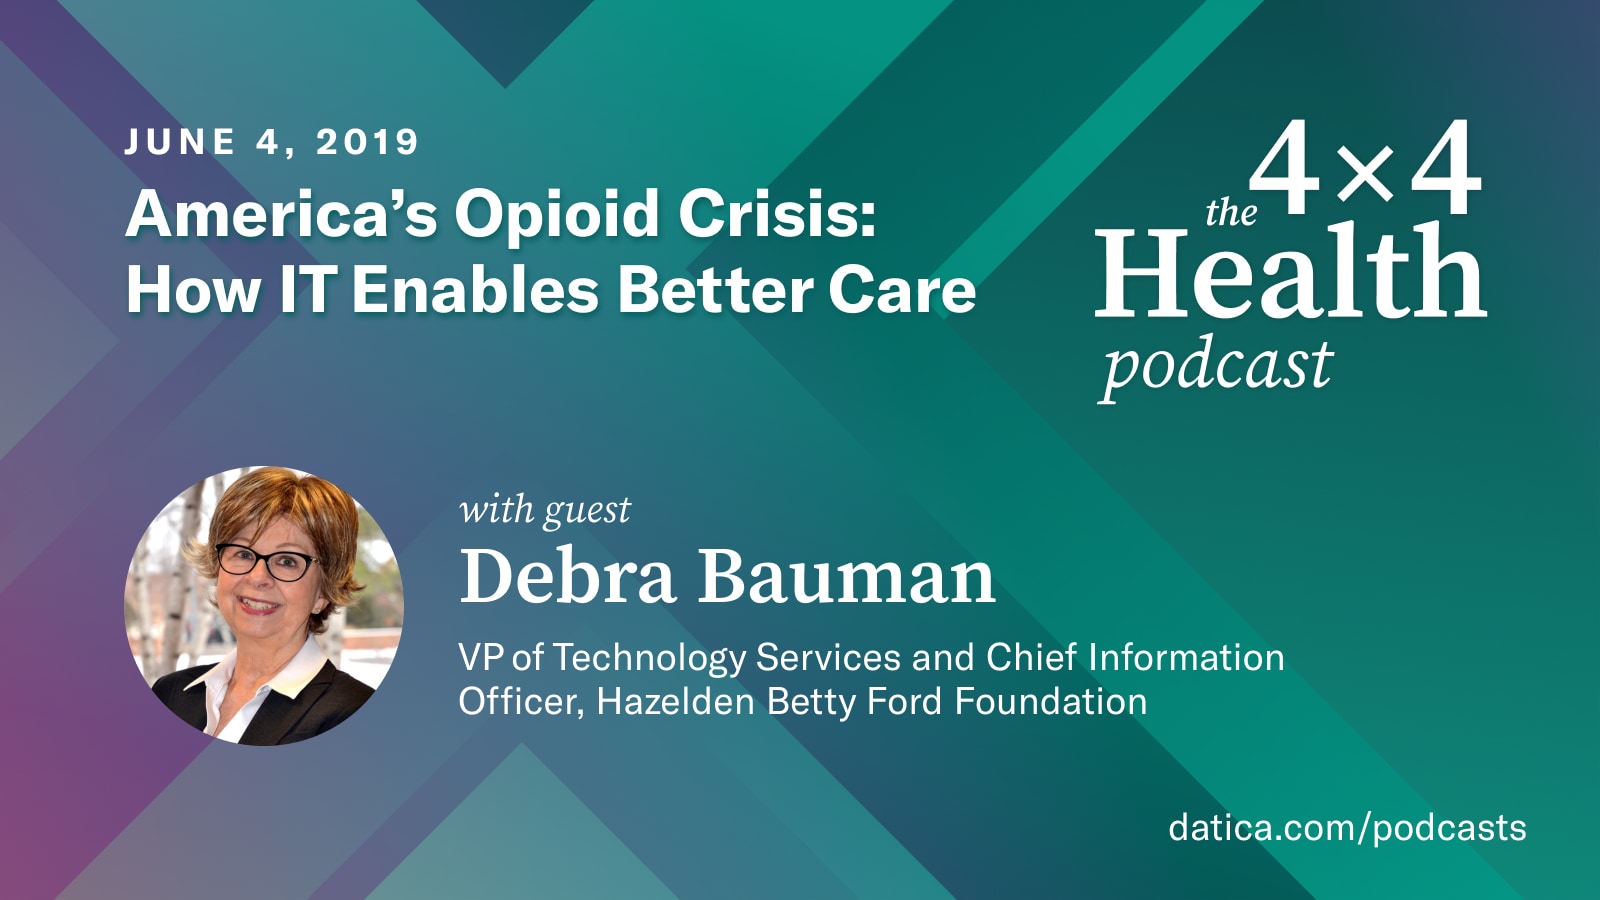 JUNE 4, 2019
America’s Opioid Crisis:
How IT Enables Better Care
the 4×4
Health
podcast
with guest
Debra Bauman
VP of Technology Services and Chief Information
Officer, Hazelden Betty Ford Foundation
datica.com/podcasts